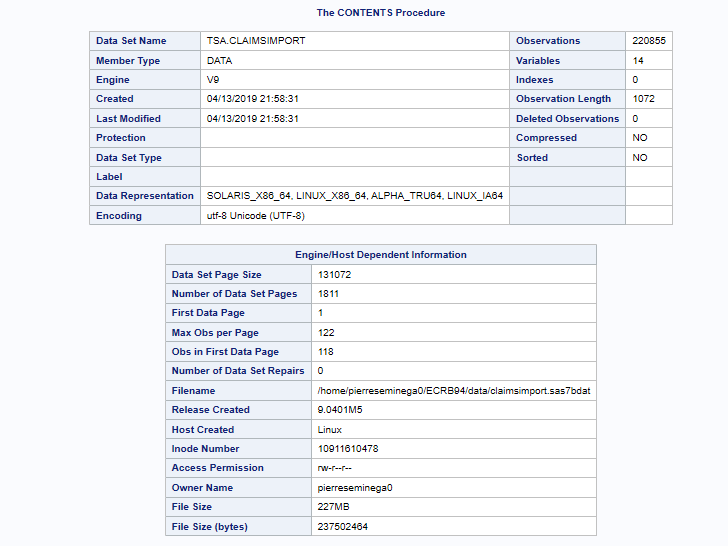 The CONTENTS Procedure
Data Set Name TSA.CLAIMSIMPORT Observations 220855
Member Type DATA Variables 14
Engine V9 Indexes 0
Created 04/13/2019 21:58:31 Observation Length 1072
Last Modified 04/13/2019 21:58:31 Deleted Observations 0
Protection Compressed NO
Data Set Type Sorted NO
Label
Data Representation SOLARIS_X86_64, LINUX_X86_64, ALPHA_TRU64, LINUX_IA64
Encoding utf-8 Unicode (UTF-8)
Engine/Host Dependent Information
Data Set Page Size 131072
Number of Data Set Pages 1811
First Data Page 1
Max Obs per Page 122
Obs in First Data Page 118
Number of Data Set Repairs 0
Filename /home/pierreseminega0/ECRB94/data/claimsimport.sas7bdat
Release Created 9.0401M5
Host Created Linux
Inode Number 10911610478
Access Permission rw-r--r--
Owner Name pierreseminega0
File Size 227MB
File Size (bytes) 237502464